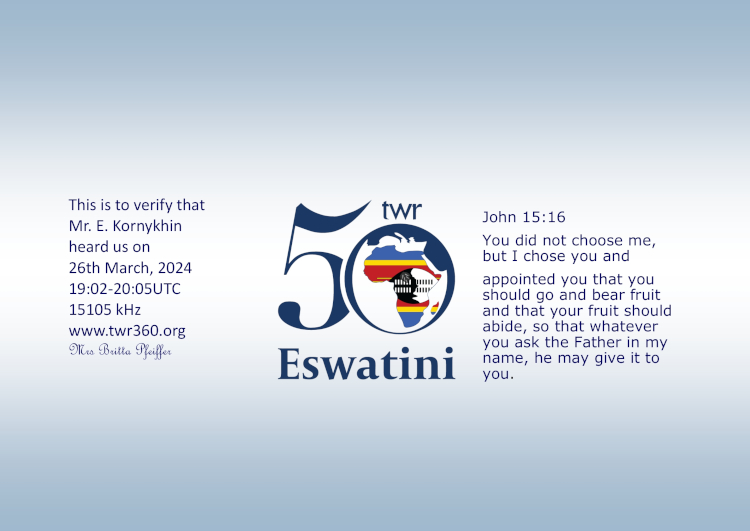 This is to verify that
Mr. E. Kornykhin
heard us on
26th March, 2024
19:02-20:05UTC
15105 kHz
www.twr360.org
Mrs Britta Pfeiffer
50
twr
Eswatini
John 15:16
You did not choose me,
but I chose you and
appointed you that you
should go and bear fruit
and that your fruit should
abide, so that whatever
you ask the Father in my
name, he may give it to
you.